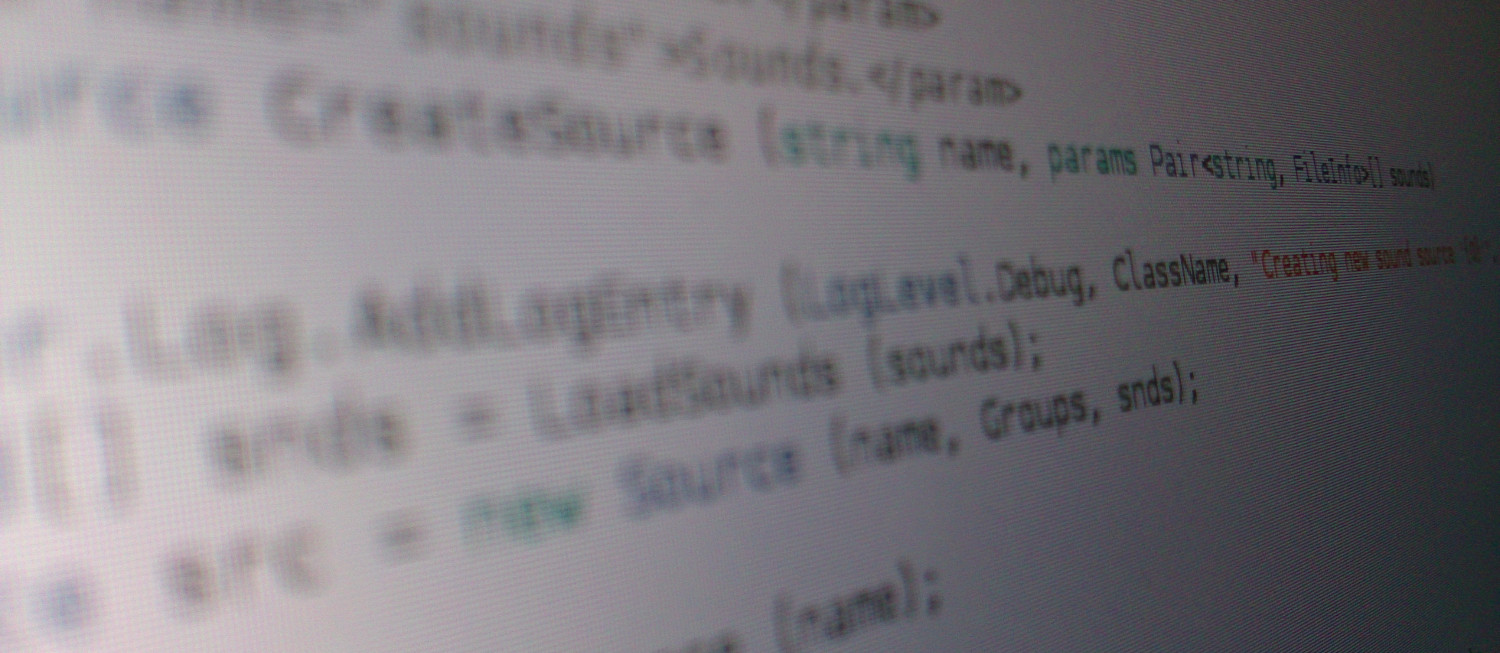 </param>
sounds">Sounds.</param>
CreateSource (string name, params Pair<string, FileInfo>[] sounds)
.Log.AddLogEntry (LogLevel.Debug, ClassName, "Creating new sound source
[] snds = LoadSounds (sounds);
src = new Source (name, Groups, snds);
(name);